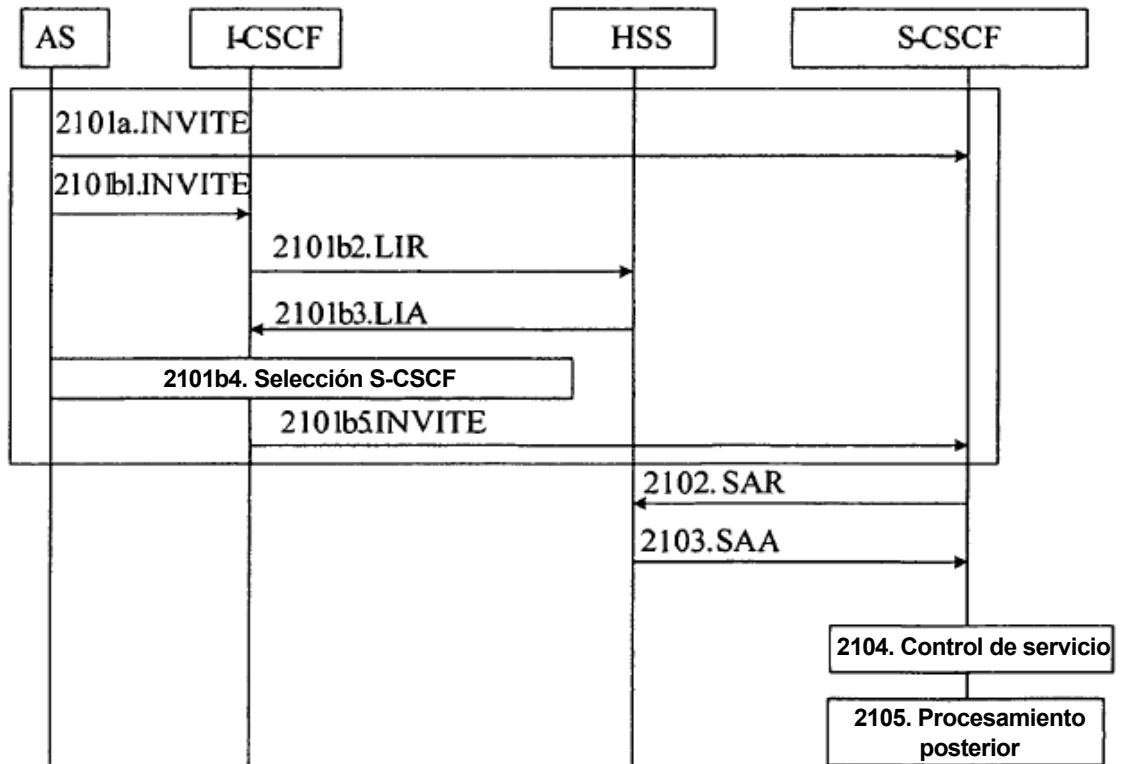 AS
I-CSCF
HSS
S-CSCF
2101a.INVITE
2101b1.INVITE
2101b2.LIR
2101b3.LIA
2101b4. Selección S-CSCF
2101b5.INVITE
2102. SAR
2103.SAA
2104. Control de servicio
2105. Procesamiento
posterior